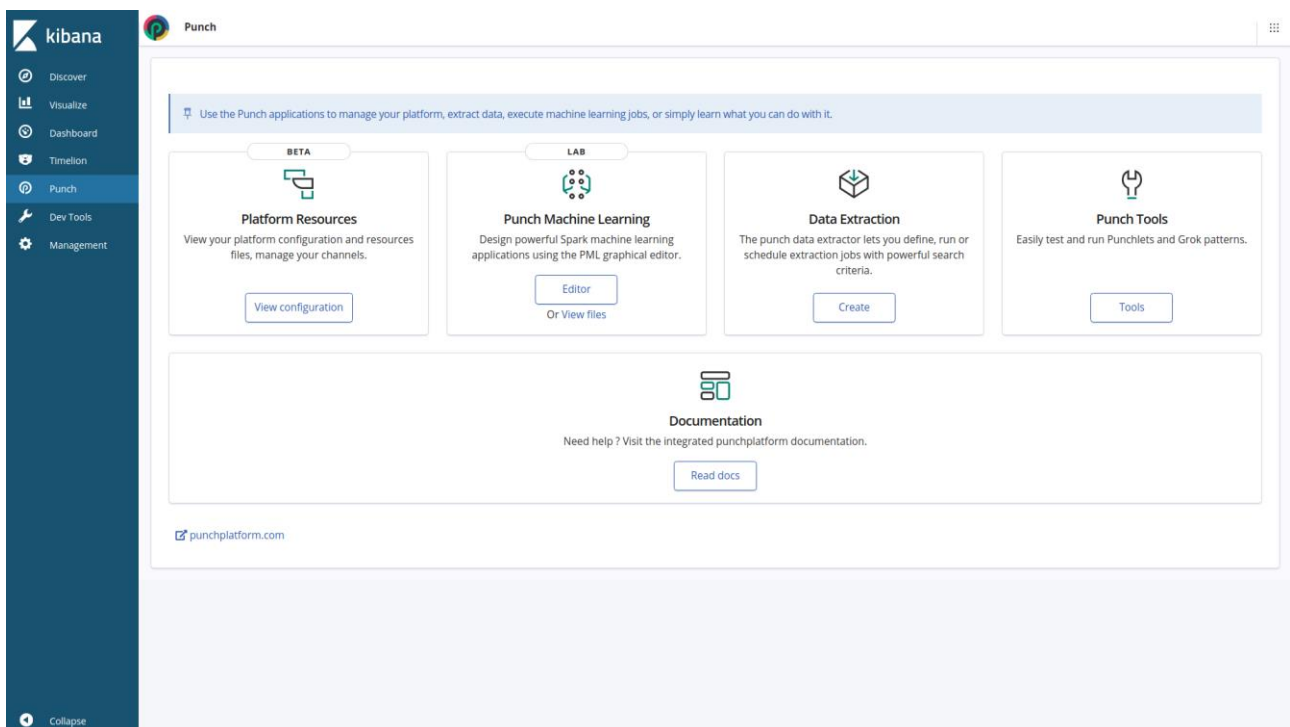 kibana
Discover
Visualize
Dashboard
Timelion
Punch
Dev Tools
Management
Collapse
Punch
Use the Punch applications to manage your platform, extract data, execute machine learning jobs, or simply learn what you can do with it.
BETA
Platform Resources
View your platform configuration and resources
files, manage your channels.
View configuration
LAB
Punch Machine Learning
Design powerful Spark machine learning
applications using the PML graphical editor.
Editor
Or View files
Data Extraction
The punch data extractor lets you define, run or
schedule extraction jobs with powerful search
criteria.
Create
Punch Tools
Easily test and run Punchlets and Grok patterns.
Tools
Documentation
Need help ? Visit the integrated punchplatform documentation.
Read docs
punchplatform.com